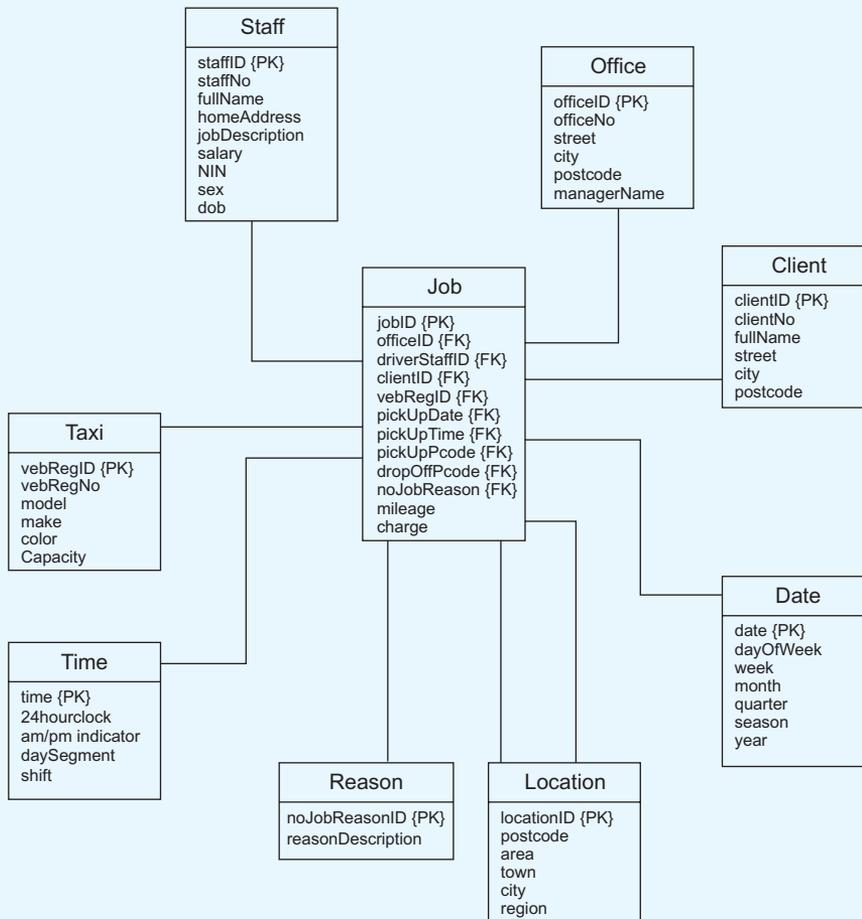 Staff
staffID {PK}
staffNo
fullName
homeAddress
jobDescription
salary
NIN
sex
dob
Office
officeID {PK}
officeNo
street
city
postcode
managerName
Client
clientID {PK}
clientNo
fullName
street
city
postcode
Job
jobID {PK}
officeID {FK}
driverStaffID {FK}
clientID {FK}
vebRegID {FK}
pickUpDate {FK}
pickUpTime {FK}
pickUpPcode {FK}
dropOffPcode {FK}
noJobReason {FK}
mileage
charge
Taxi
vebRegID {PK}
vebRegNo
model
make
color
Capacity
Date
date {PK}
dayOfWeek
week
month
quarter
season
year
Time
time {PK}
24hourclock
am/pm indicator
daySegment
shift
Reason
noJobReasonID {PK}
reasonDescription
Location
locationID {PK}
postcode
area
town
city
region